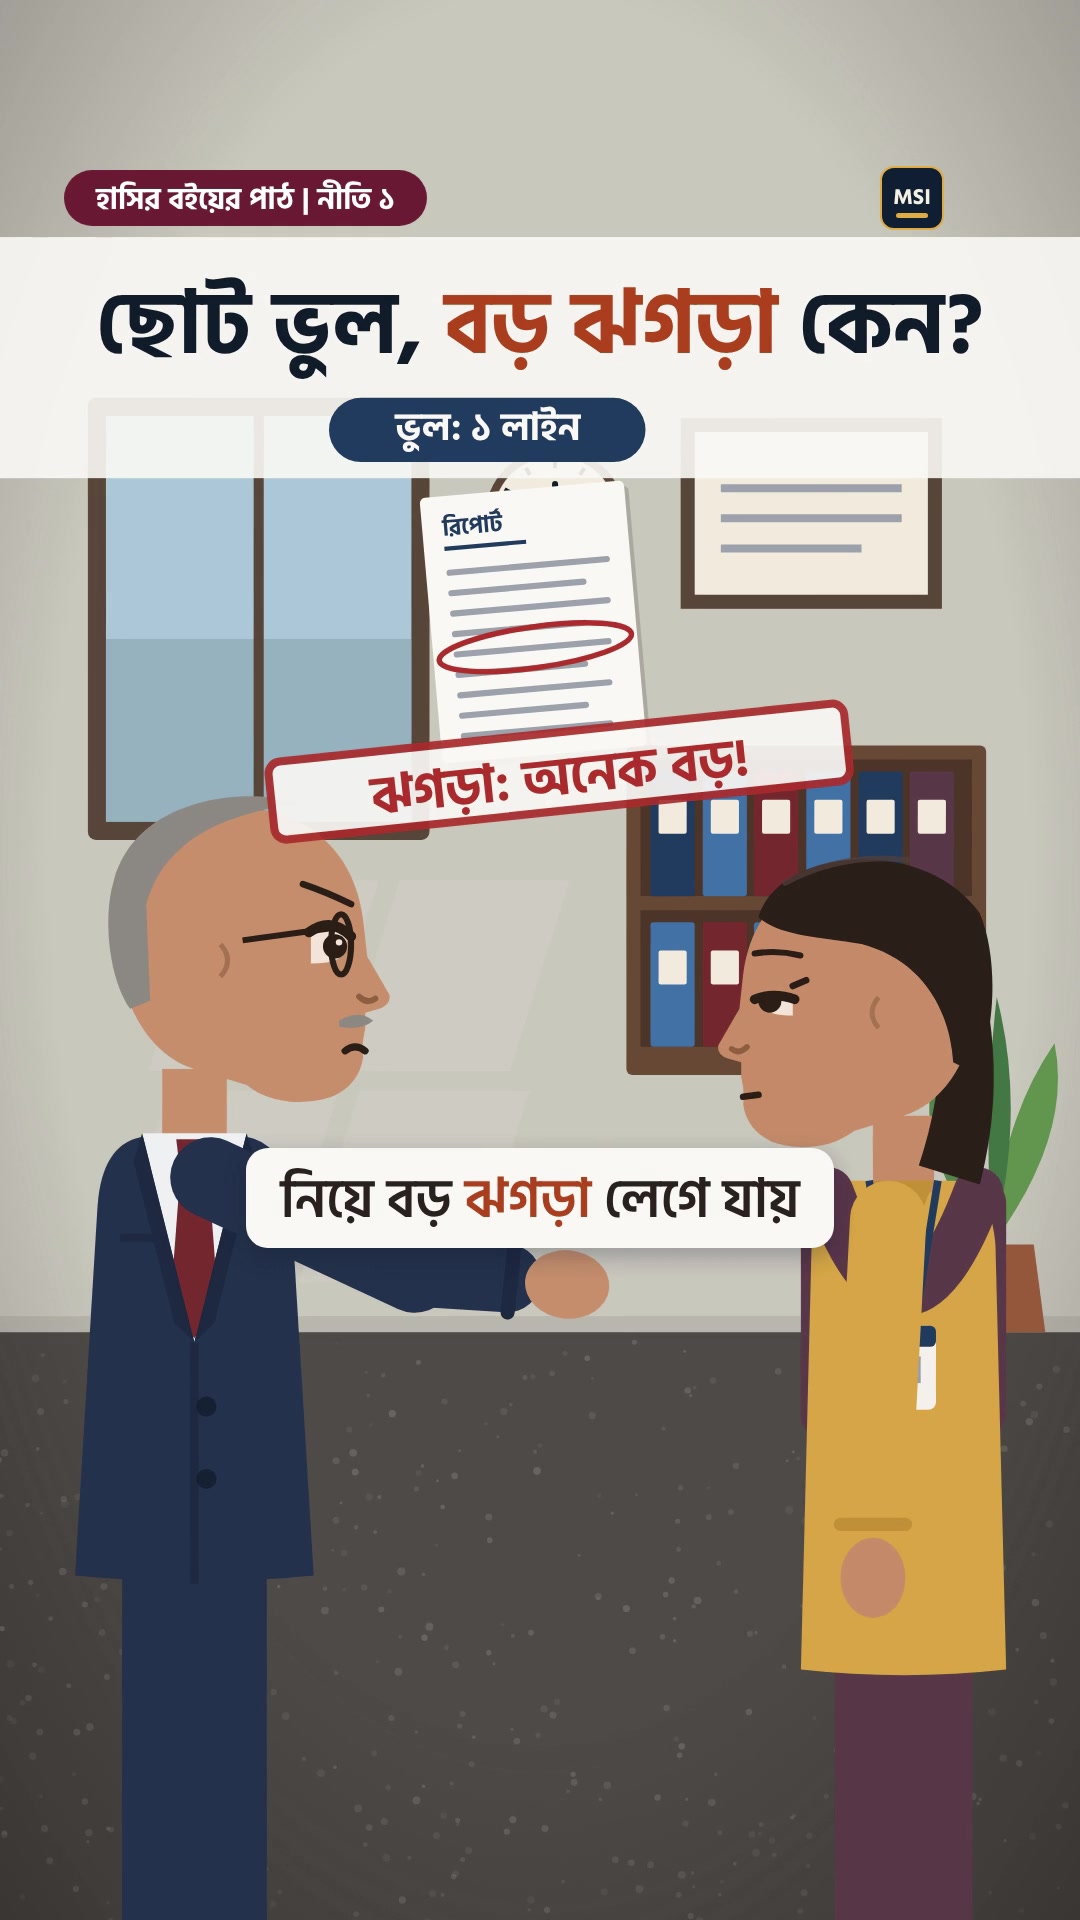 হাসির বইয়ের পাঠ | নীতি ১
MSI
ছোট ভুল, বড় ঝগড়া কেন?
ভুল: ১ লাইন
রিপোর্ট
ঝগড়া: অনেক বড়!
নিয়ে বড় ঝগড়া লেগে যায়